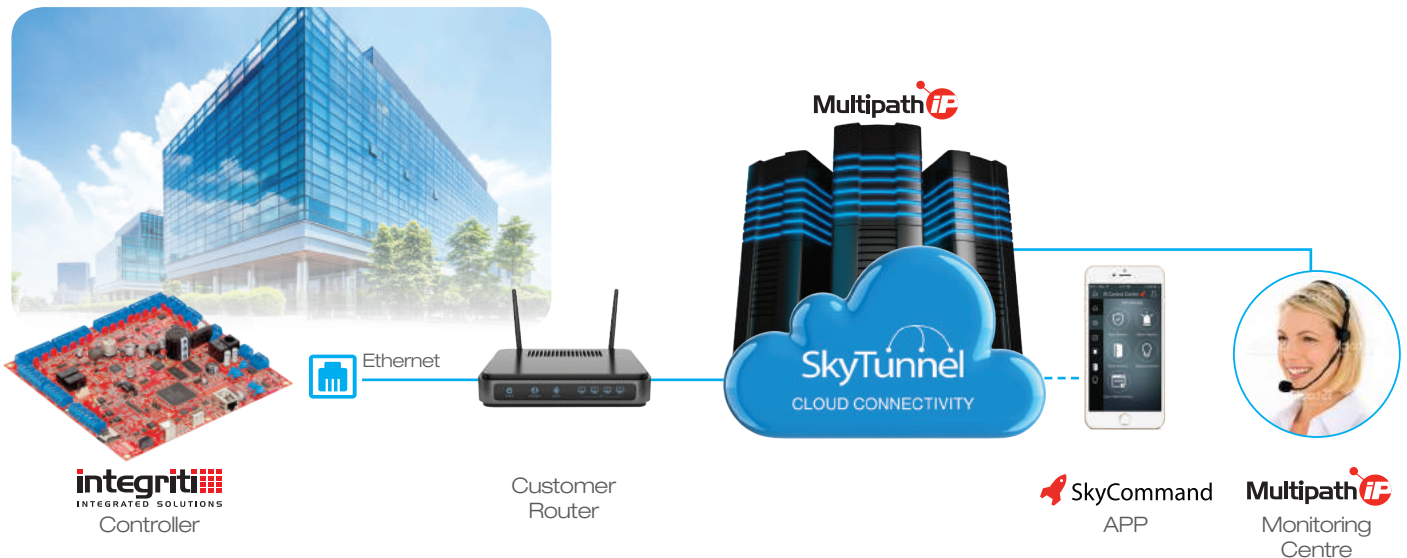 Multipath iP
Ethernet
SkyTunnel
CLOUD CONNECTIVITY
integriti
INTEGRATED SOLUTIONS
Controller
Customer
Router
SkyCommand
APP
Multipath iP
Monitoring
Centre